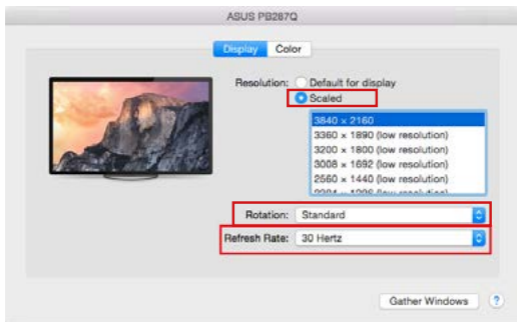 ASUS PB287Q
Display Color
Resolution: Default for display
Scaled
3840 × 2160
3360 × 1890 (low resolution)
3200 × 1800 (low resolution)
3008 × 1692 (low resolution)
2560 × 1440 (low resolution)
Rotation: Standard
Refresh Rate: 30 Hertz
Gather Windows ?